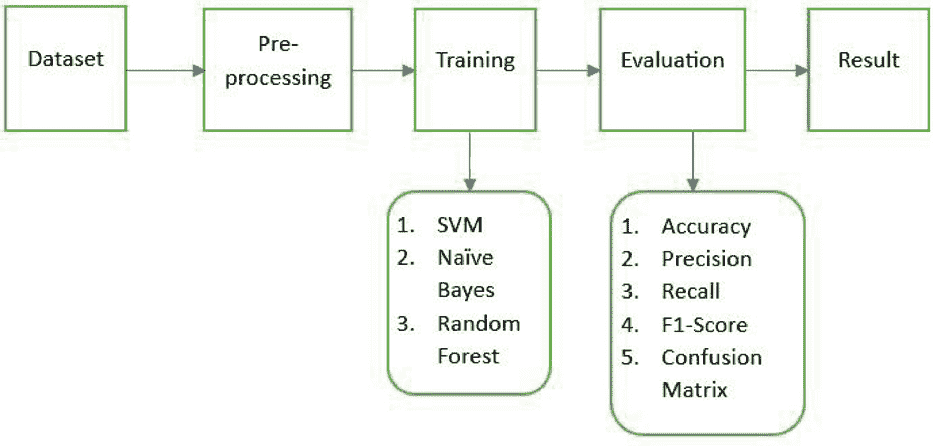 Dataset
Pre-
processing
Training
Evaluation
Result
1. SVM
2. Naïve
Bayes
3. Random
Forest
1. Accuracy
2. Precision
3. Recall
4. F1-Score
5. Confusion
Matrix